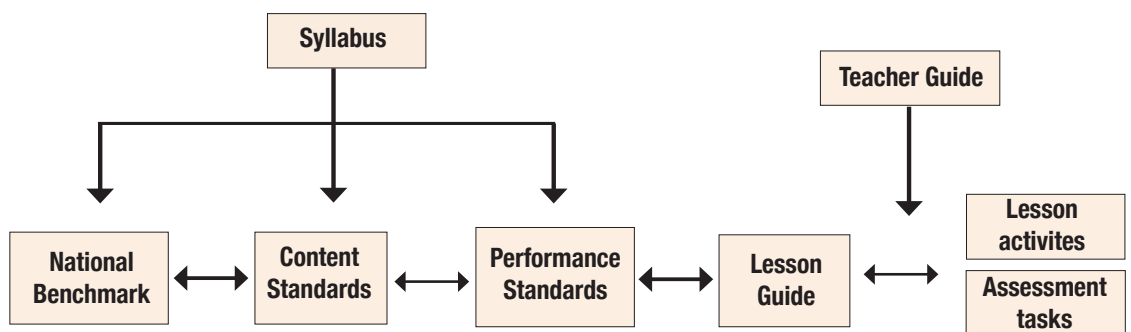 Syllabus
Teacher Guide
National
Benchmark
Content
Standards
Performance
Standards
Lesson
Guide
Lesson
activites
Assessment
tasks